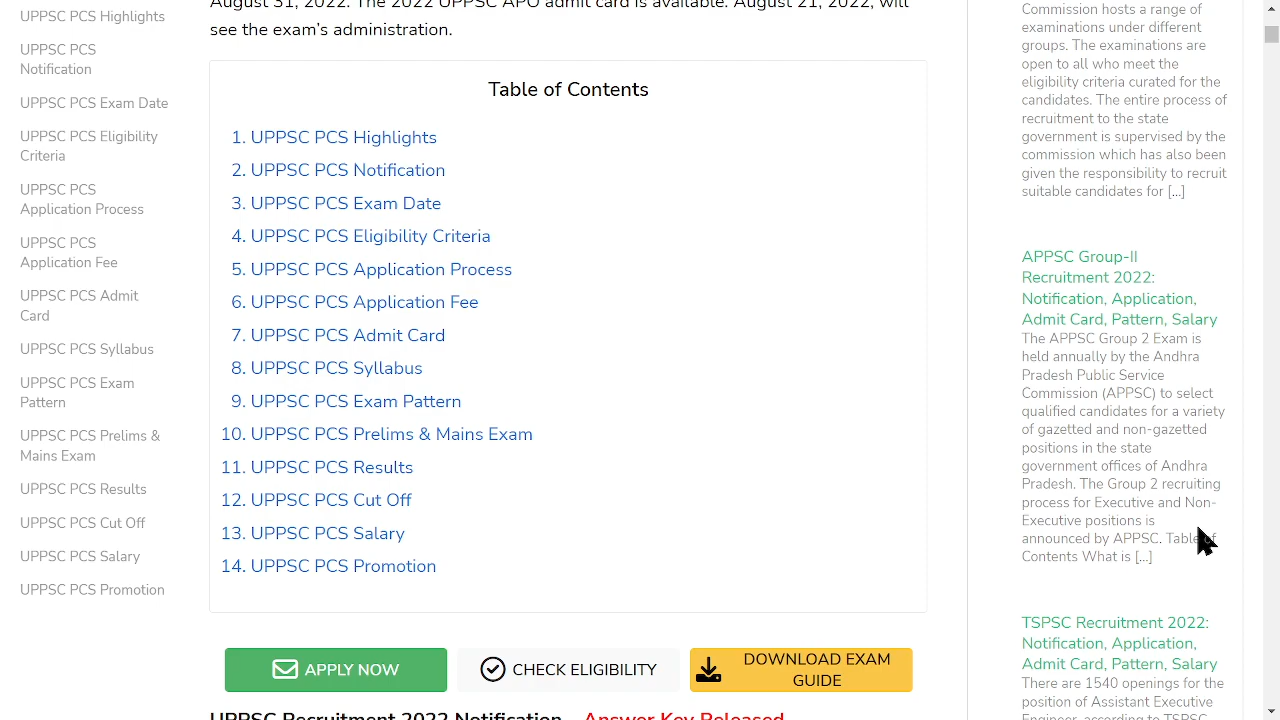 UPPSC PCS Highlights
UPPSC PCS
Notification
UPPSC PCS Exam Date
UPPSC PCS Eligibility
Criteria
UPPSC PCS
Application Process
UPPSC PCS
Application Fee
UPPSC PCS Admit
Card
UPPSC PCS Syllabus
UPPSC PCS Exam
Pattern
UPPSC PCS Prelims &
Mains Exam
UPPSC PCS Results
UPPSC PCS Cut Off
UPPSC PCS Salary
UPPSC PCS Promotion
August 31, 2022. The 2022 UPPSC APO admit card is available. August 21, 2022, will
see the exam's administration.
Table of Contents
1. UPPSC PCS Highlights
2. UPPSC PCS Notification
3. UPPSC PCS Exam Date
4. UPPSC PCS Eligibility Criteria
5. UPPSC PCS Application Process
6. UPPSC PCS Application Fee
7. UPPSC PCS Admit Card
8. UPPSC PCS Syllabus
9. UPPSC PCS Exam Pattern
10. UPPSC PCS Prelims & Mains Exam
11. UPPSC PCS Results
12. UPPSC PCS Cut Off
13. UPPSC PCS Salary
14. UPPSC PCS Promotion
APPLY NOW
CHECK ELIGIBILITY
DOWNLOAD EXAM
GUIDE
UPPSC Recruitment 2022 Notification – Answer Key Released
Commission hosts a range of
examinations under different
groups. The examinations are
open to all who meet the
eligibility criteria curated for the
candidates. The entire process of
recruitment to the state
government is supervised by the
commission which has also been
given the responsibility to recruit
suitable candidates for [...]
APPSC Group-II
Recruitment 2022:
Notification, Application,
Admit Card, Pattern, Salary
The APPSC Group 2 Exam is
held annually by the Andhra
Pradesh Public Service
Commission (APPSC) to select
qualified candidates for a variety
of gazetted and non-gazetted
positions in the state
government offices of Andhra
Pradesh. The Group 2 recruiting
process for Executive and Non-
Executive positions is
announced by APPSC. Table of
Contents What is [...]
TSPSC Recruitment 2022:
Notification, Application,
Admit Card, Pattern, Salary
There are 1540 openings for the
position of Assistant Executive
Engineer, according to TSPSC